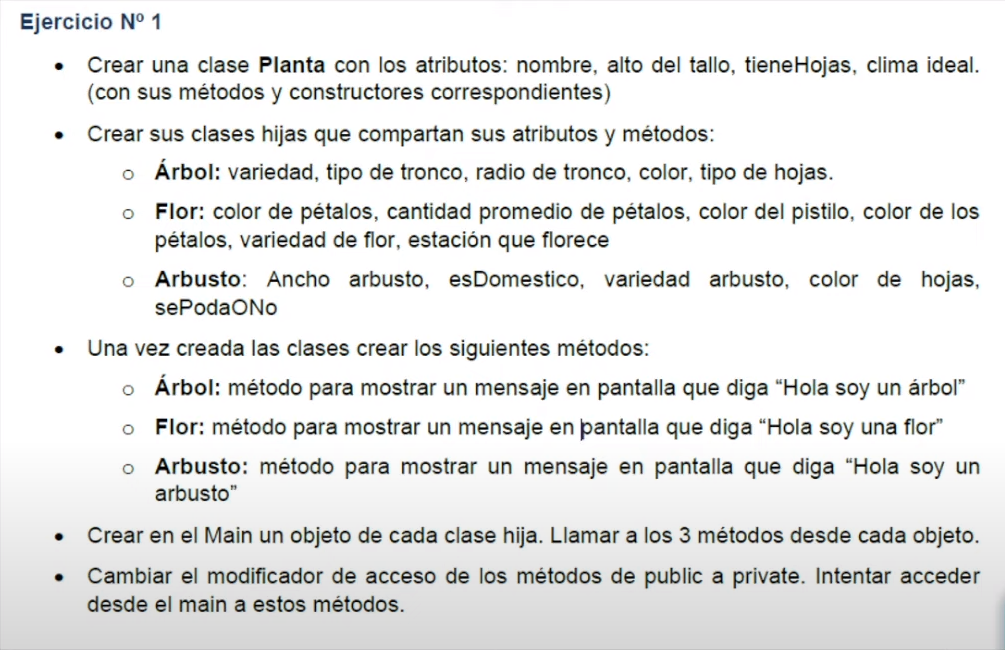 Ejercicio Nº 1
• Crear una clase Planta con los atributos: nombre, alto del tallo, tieneHojas, clima ideal.
(con sus métodos y constructores correspondientes)
• Crear sus clases hijas que compartan sus atributos y métodos:
o Árbol: variedad, tipo de tronco, radio de tronco, color, tipo de hojas.
o Flor: color de pétalos, cantidad promedio de pétalos, color del pistilo, color de los
pétalos, variedad de flor, estación que florece
o Arbusto: Ancho arbusto, esDomestico, variedad arbusto, color de hojas,
sePodaONo
• Una vez creada las clases crear los siguientes métodos:
o Árbol: método para mostrar un mensaje en pantalla que diga “Hola soy un árbol”
o Flor: método para mostrar un mensaje en pantalla que diga “Hola soy una flor”
o Arbusto: método para mostrar un mensaje en pantalla que diga “Hola soy un
arbusto”
• Crear en el Main un objeto de cada clase hija. Llamar a los 3 métodos desde cada objeto.
• Cambiar el modificador de acceso de los métodos de public a private. Intentar acceder
desde el main a estos métodos.